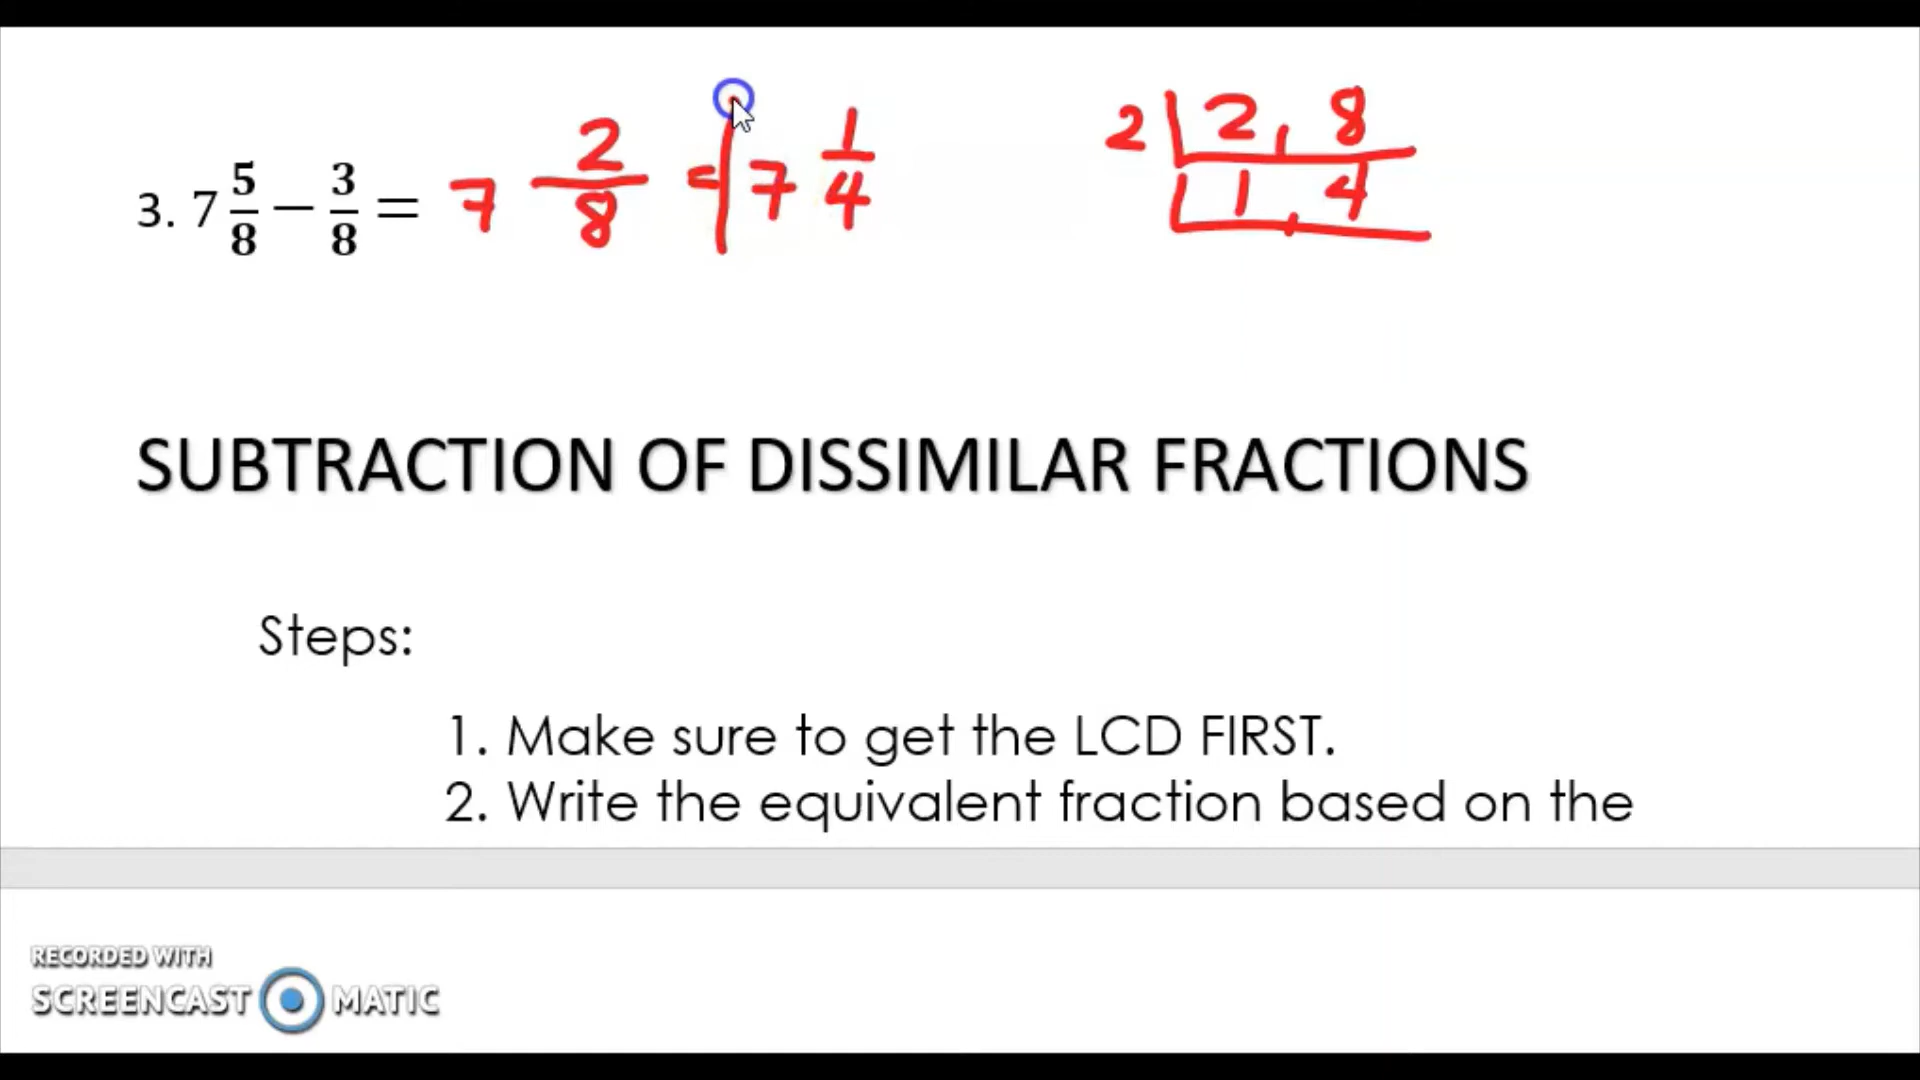 3. 7 5/8 − 3/8 = 7 2/8 = 7 1/4
2 | 2, 8
1, 4
SUBTRACTION OF DISSIMILAR FRACTIONS
Steps:
1. Make sure to get the LCD FIRST.
2. Write the equivalent fraction based on the
RECORDED WITH
SCREENCAST MATIC